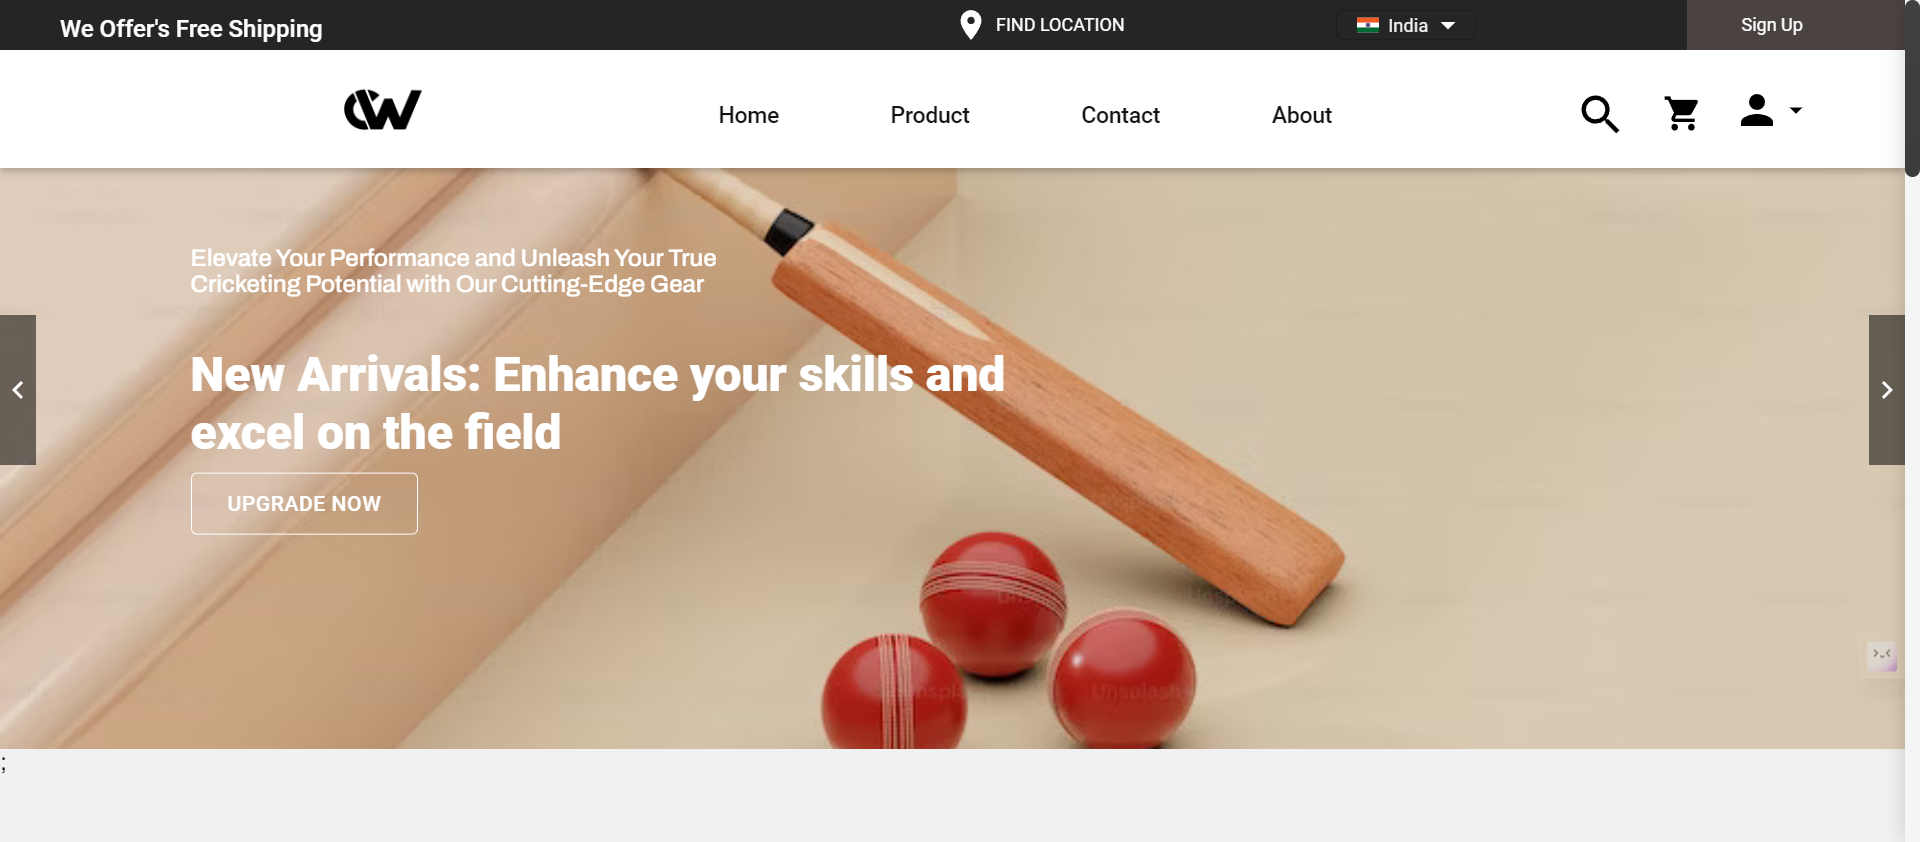 We Offer's Free Shipping
FIND LOCATION
India
Sign Up
CW
Home
Product
Contact
About
Elevate Your Performance and Unleash Your True
Cricketing Potential with Our Cutting-Edge Gear
New Arrivals: Enhance your skills and
excel on the field
UPGRADE NOW
Unsplash
;